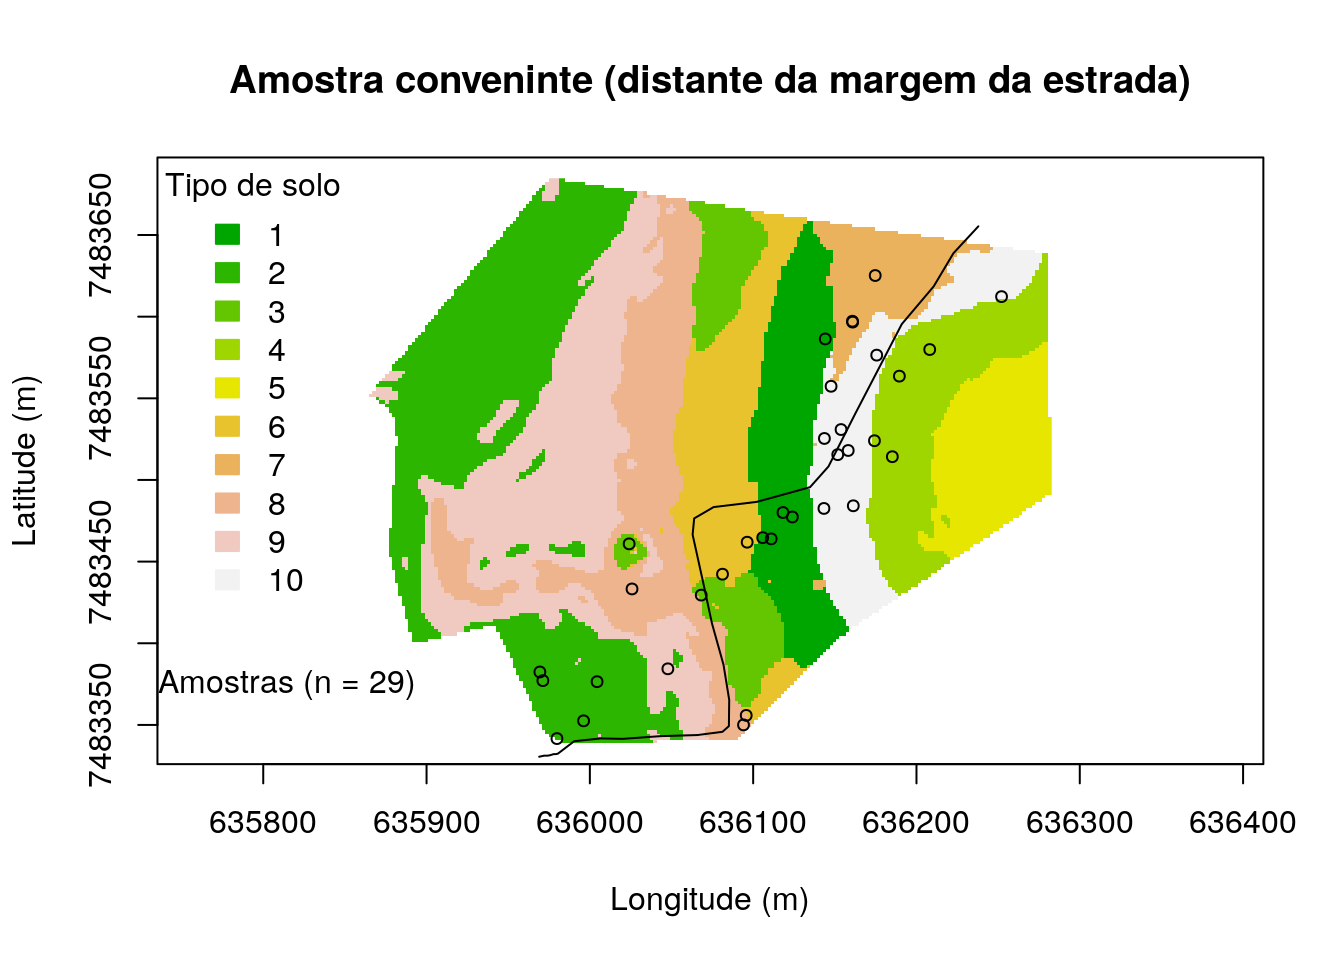 Amostra conveninte (distante da margem da estrada)
Tipo de solo
1
2
3
4
5
6
7
8
9
10
Amostras (n = 29)
Latitude (m)
7483650
7483550
7483450
7483350
635800 635900 636000 636100 636200 636300 636400
Longitude (m)